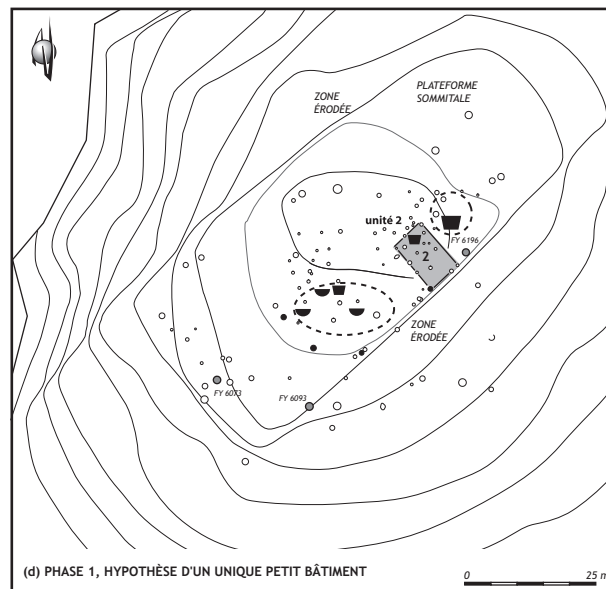 PLATEFORME
SOMMITALE
ZONE
ÉRODÉE
unité 2
FY 6196
2
ZONE
ÉRODÉE
FY 6073
FY 6093
(d) PHASE 1, HYPOTHÈSE D'UN UNIQUE PETIT BÂTIMENT
0 25 m